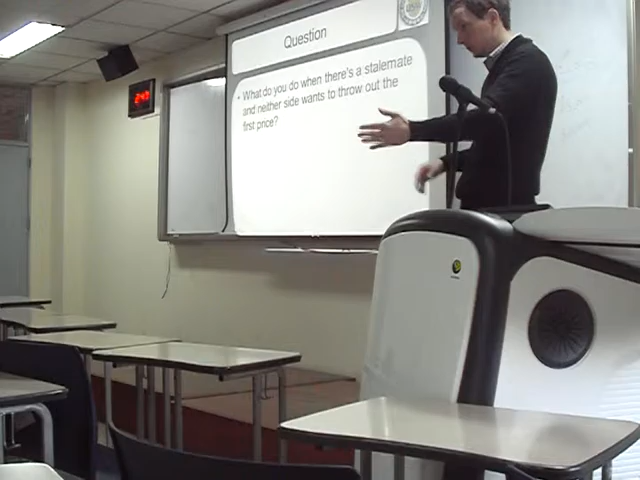 Question
• What do you do when there's a stalemate
and neither side wants to throw out the
first price?